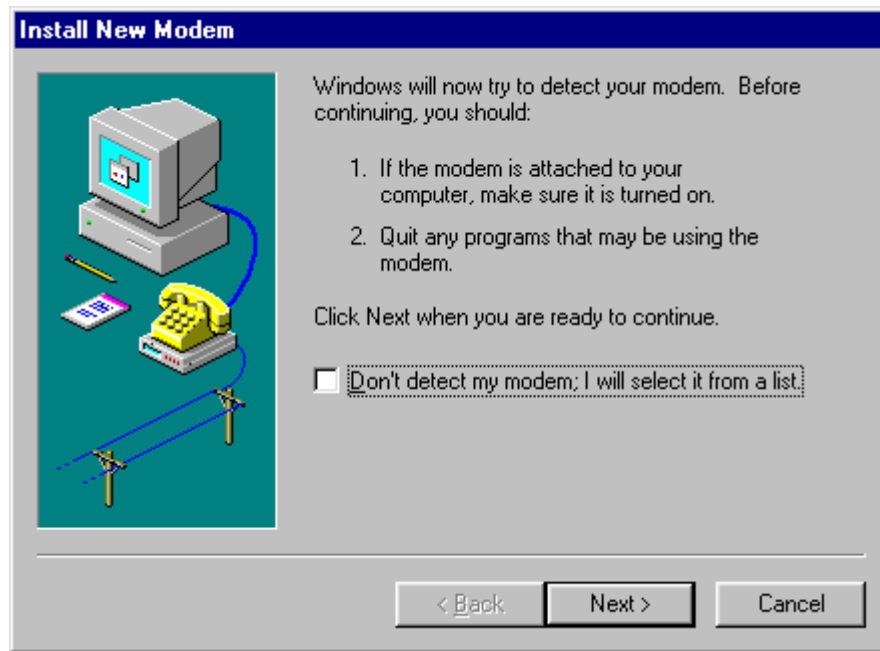 Install New Modem
Windows will now try to detect your modem. Before
continuing, you should:
1. If the modem is attached to your
computer, make sure it is turned on.
2. Quit any programs that may be using the
modem.
Click Next when you are ready to continue.
Don't detect my modem; I will select it from a list.
< Back
Next >
Cancel